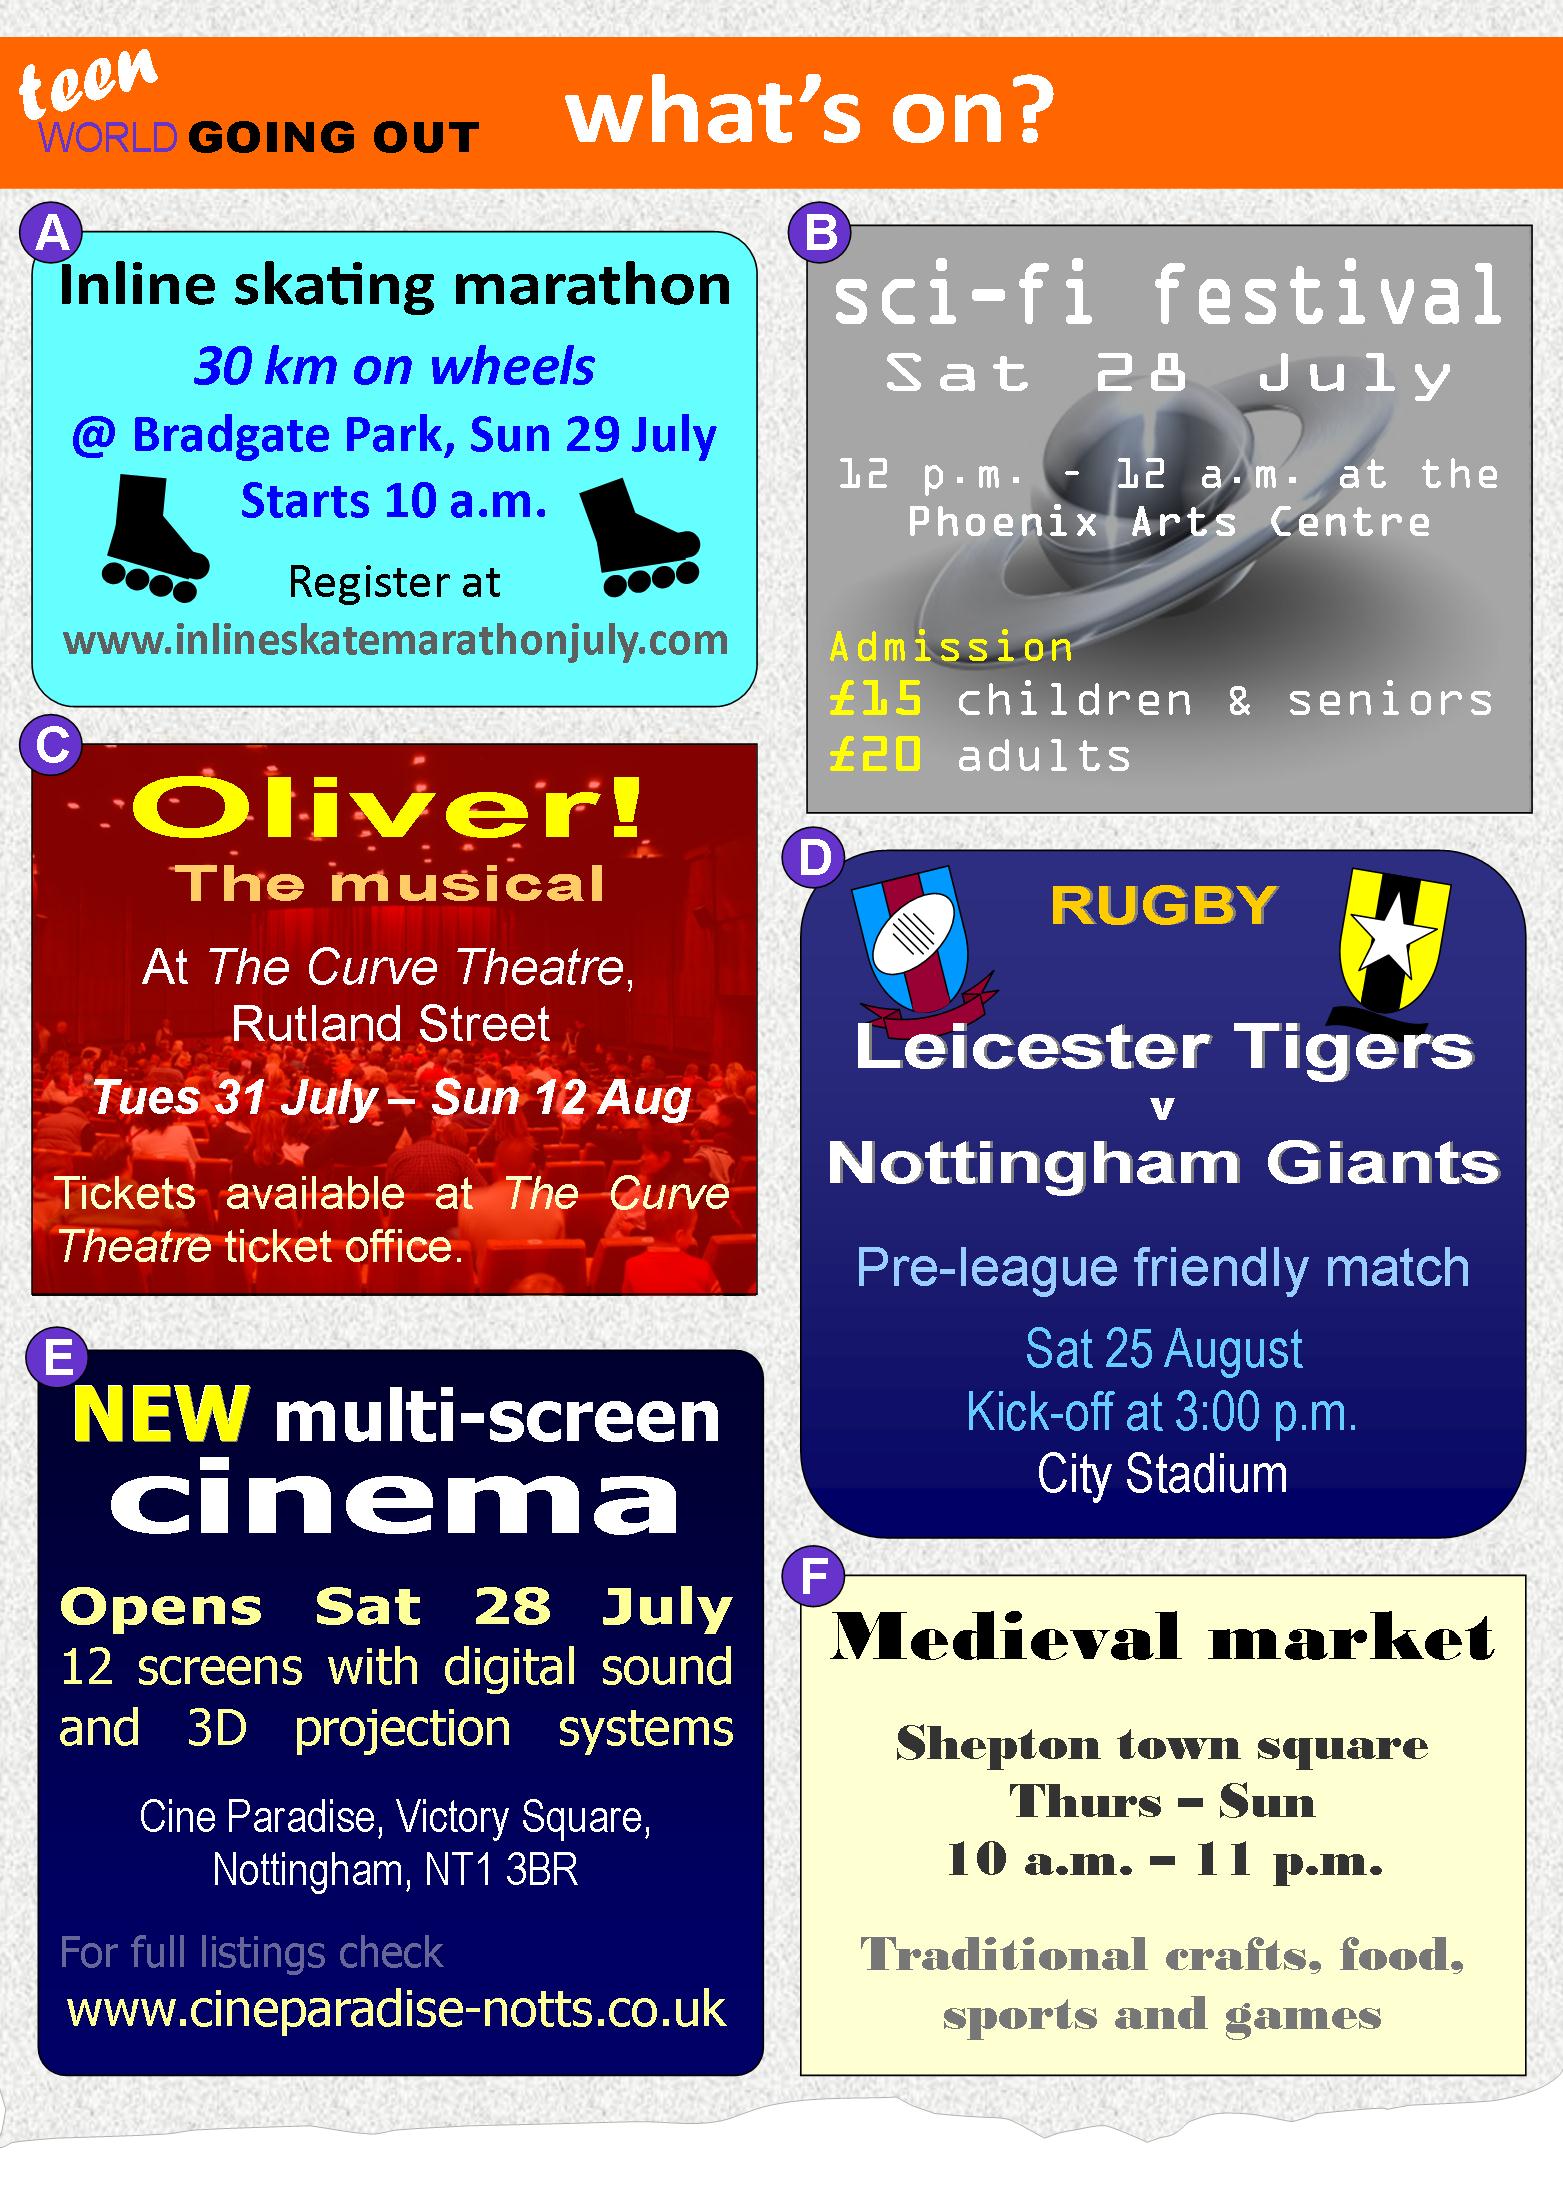 teen
WORLD GOING OUT
what's on?
A
Inline skating marathon
30 km on wheels
@ Bradgate Park, Sun 29 July
Starts 10 a.m.
Register at
www.inlineskatemarathonjuly.com
B
sci-fi festival
Sat 28 July
12 p.m. - 12 a.m. at the
Phoenix Arts Centre
Admission
£15 children & seniors
£20 adults
C
Oliver!
The musical
At The Curve Theatre,
Rutland Street
Tues 31 July – Sun 12 Aug
Tickets available at The Curve
Theatre ticket office.
D
RUGBY
Leicester Tigers
v
Nottingham Giants
Pre-league friendly match
Sat 25 August
Kick-off at 3:00 p.m.
City Stadium
E
NEW multi-screen
cinema
Opens Sat 28 July
12 screens with digital sound
and 3D projection systems
Cine Paradise, Victory Square,
Nottingham, NT1 3BR
For full listings check
www.cineparadise-notts.co.uk
F
Medieval market
Shepton town square
Thurs – Sun
10 a.m. – 11 p.m.
Traditional crafts, food,
sports and games